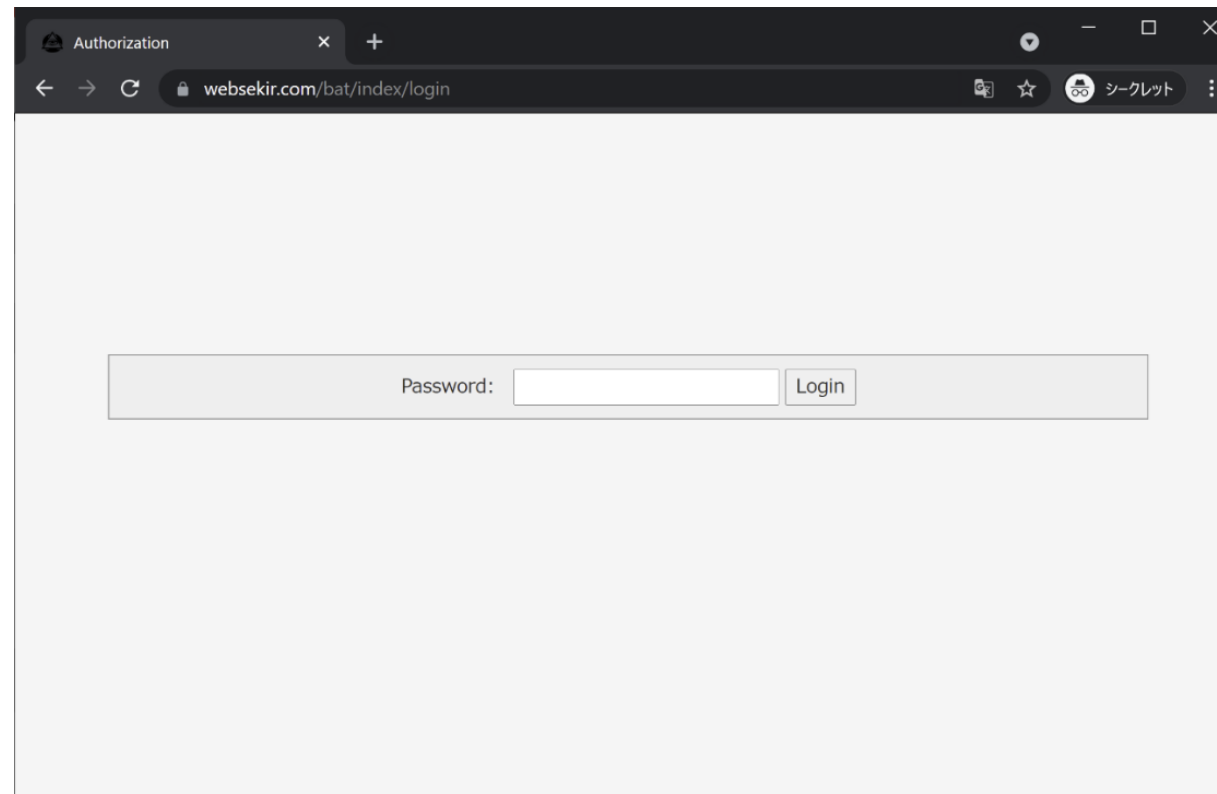 Authorization
websekir.com/bat/index/login
シークレット
Password:
Login